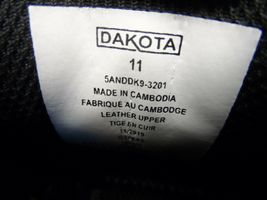 DAKOTA
11
5ANDDK9-3201
MADE IN CAMBODIA
FABRIQUE AU CAMBODGE
LEATHER UPPER
TIGE EN CUIR